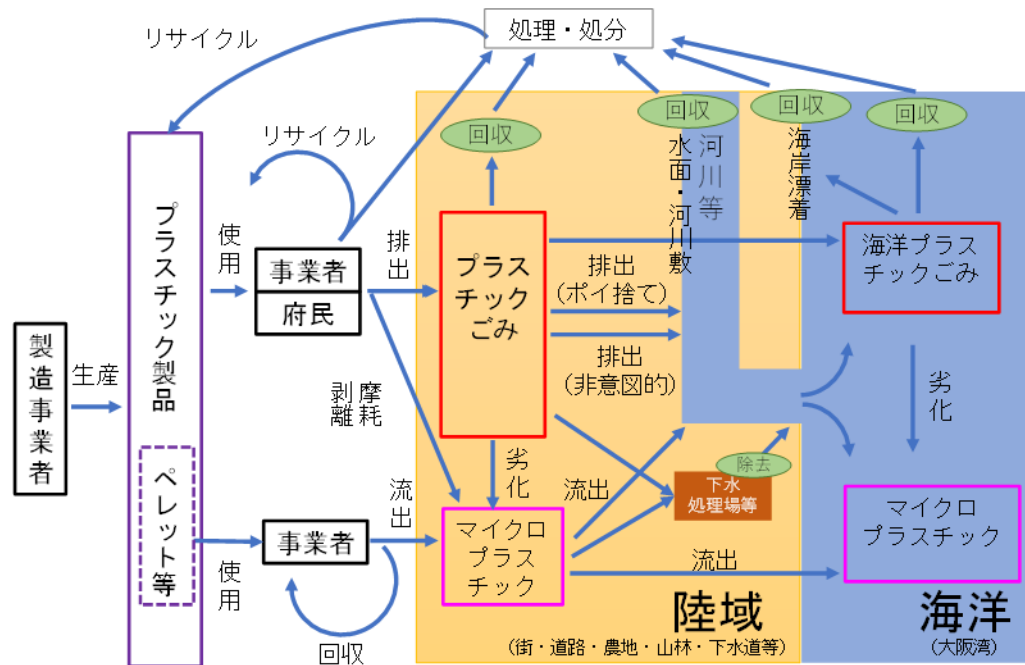 リサイクル
処理・処分
リサイクル
回収
回収
回収
回収
水面・河川敷
河川等
海岸漂着
製造事業者
生産
プラスチック製品
ペレット等
使用
使用
事業者
府民
排出
プラス
チック
ごみ
排出
(ポイ捨て)
排出
(非意図的)
海洋プラス
チックごみ
摩耗
剥離
劣化
劣化
事業者
流出
回収
マイクロ
プラス
チック
流出
除去
下水
処理場等
流出
マイクロ
プラスチック
陸域
(街・道路・農地・山林・下水道等)
海洋
(大阪湾)